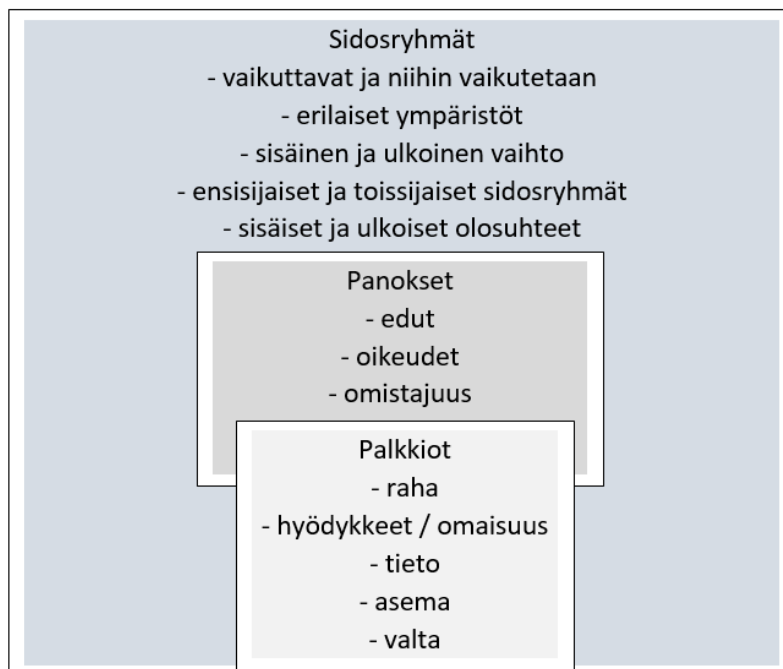 Sidosryhmät
- vaikuttavat ja niihin vaikutetaan
- erilaiset ympäristöt
- sisäinen ja ulkoinen vaihto
- ensisijaiset ja toissijaiset sidosryhmät
- sisäiset ja ulkoiset olosuhteet
Panokset
- edut
- oikeudet
- omistajuus
Palkkiot
- raha
- hyödykkeet / omaisuus
- tieto
- asema
- valta